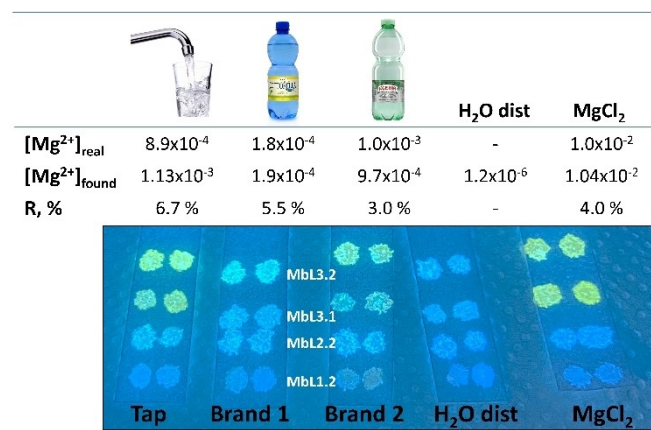 H₂O dist MgCl₂
[Mg²⁺]real 8.9x10⁻⁴ 1.8x10⁻⁴ 1.0x10⁻³ - 1.0x10⁻²
[Mg²⁺]found 1.13x10⁻³ 1.9x10⁻⁴ 9.7x10⁻⁴ 1.2x10⁻⁶ 1.04x10⁻²
R, % 6.7 % 5.5 % 3.0 % - 4.0 %
MbL3.2
MbL3.1
MbL2.2
MbL1.2
Tap Brand 1 Brand 2 H₂O dist MgCl₂